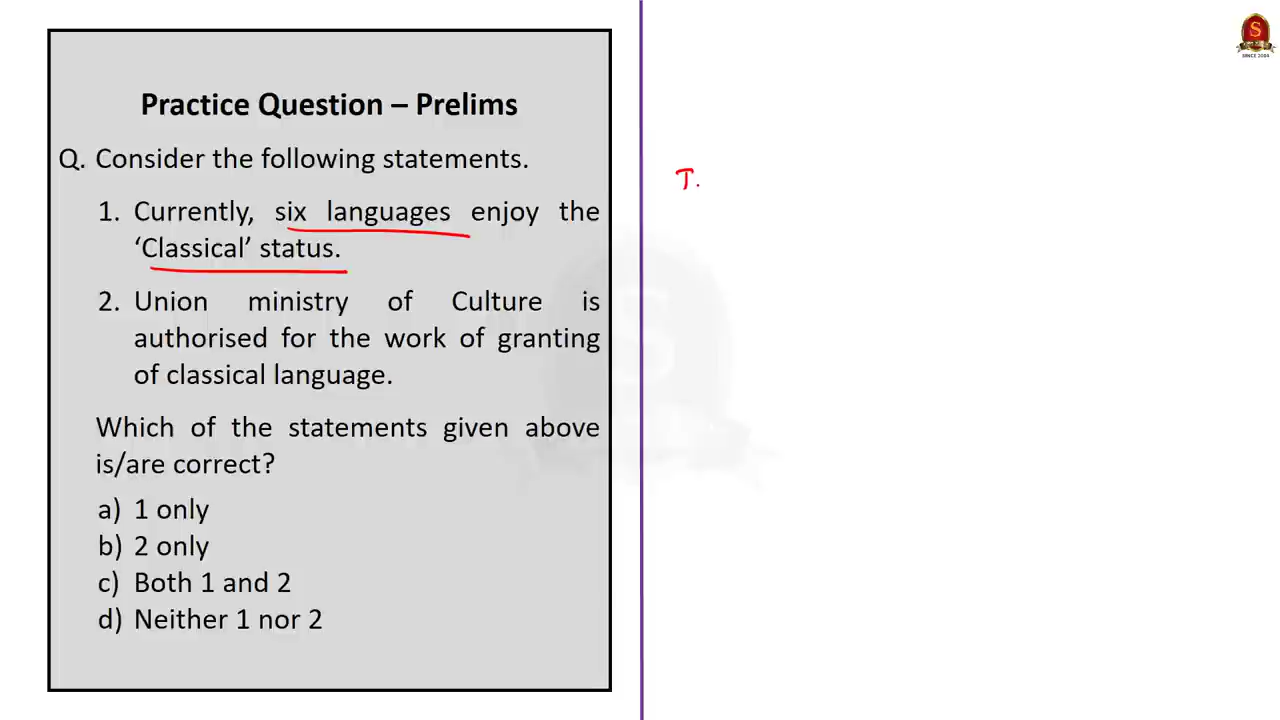 S
SINCE 2004
Practice Question – Prelims
Q. Consider the following statements.
T.
1. Currently, six languages enjoy the
‘Classical’ status.
2. Union ministry of Culture is
authorised for the work of granting
of classical language.
Which of the statements given above
is/are correct?
a) 1 only
b) 2 only
c) Both 1 and 2
d) Neither 1 nor 2